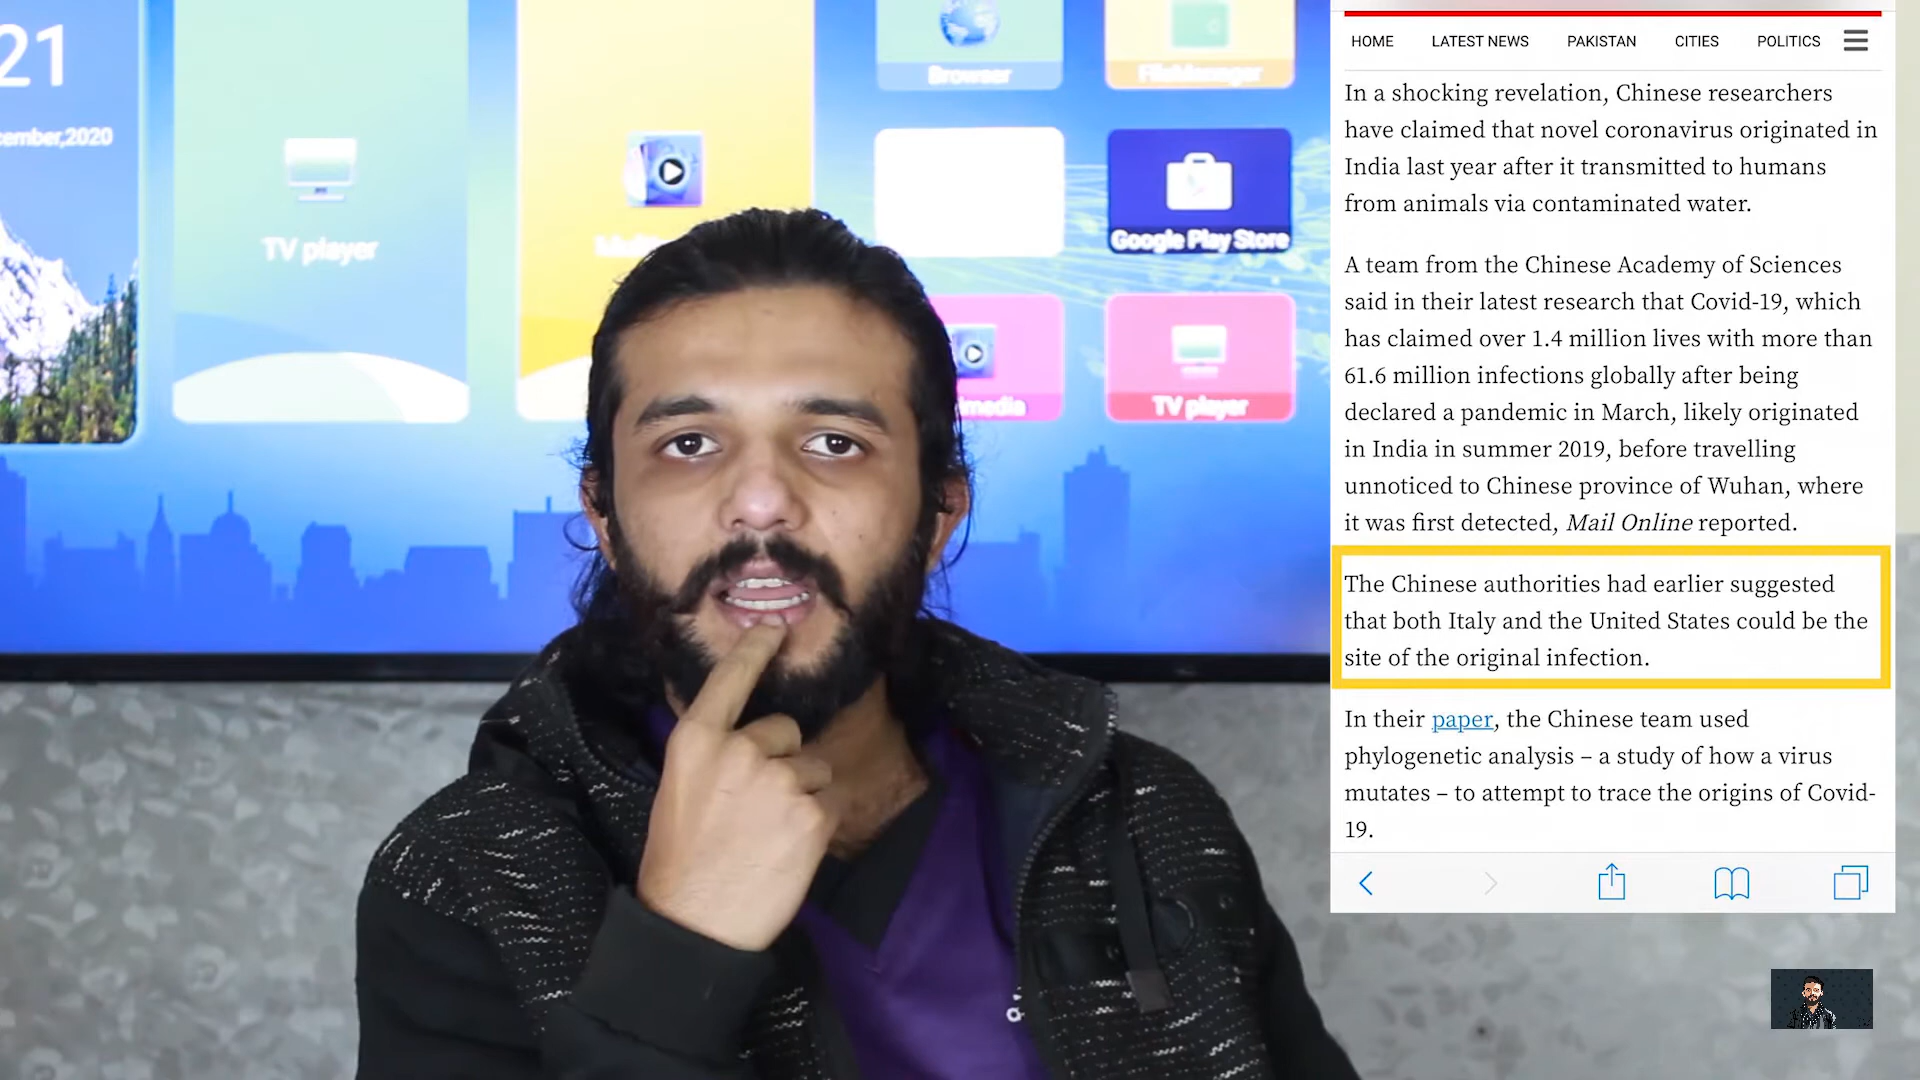 21
cember,2020
TV player
Browser
FileManager
Google Play Store
media
TV player
HOME LATEST NEWS PAKISTAN CITIES POLITICS
In a shocking revelation, Chinese researchers
have claimed that novel coronavirus originated in
India last year after it transmitted to humans
from animals via contaminated water.
A team from the Chinese Academy of Sciences
said in their latest research that Covid-19, which
has claimed over 1.4 million lives with more than
61.6 million infections globally after being
declared a pandemic in March, likely originated
in India in summer 2019, before travelling
unnoticed to Chinese province of Wuhan, where
it was first detected, Mail Online reported.
The Chinese authorities had earlier suggested
that both Italy and the United States could be the
site of the original infection.
In their paper, the Chinese team used
phylogenetic analysis – a study of how a virus
mutates – to attempt to trace the origins of Covid-
19.